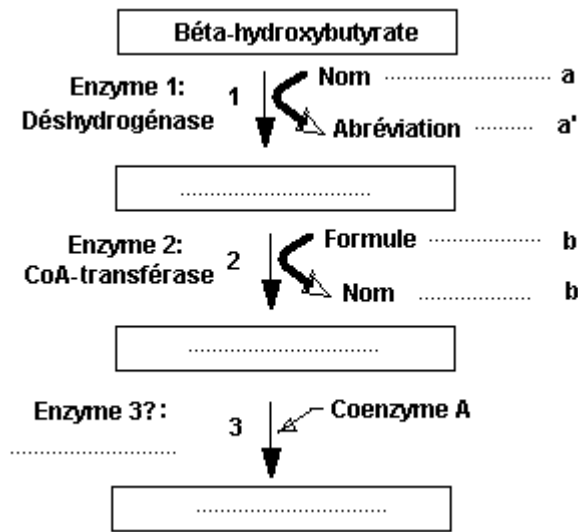 Béta-hydroxybutyrate
Enzyme 1:
Déshydrogénase
1
Nom ........................ a
Abréviation ............ a'
....................................
Enzyme 2:
CoA-transférase
2
Formule .................... b
Nom ...................... b
....................................
Enzyme 3?:
....................................
3
Coenzyme A
....................................